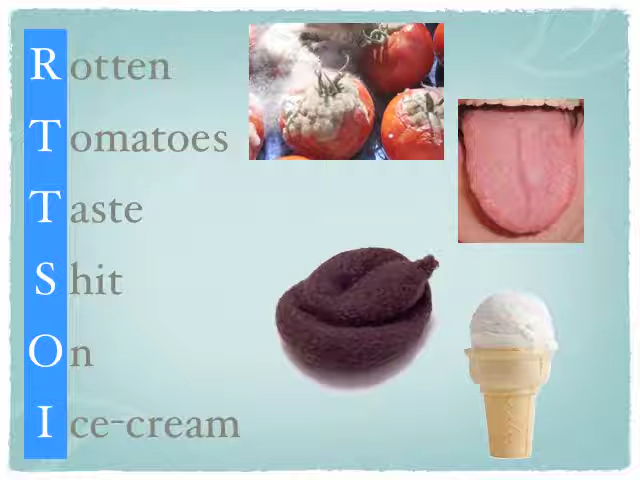 Rotten
Tomatoes
Taste
Shit
On
Ice-cream